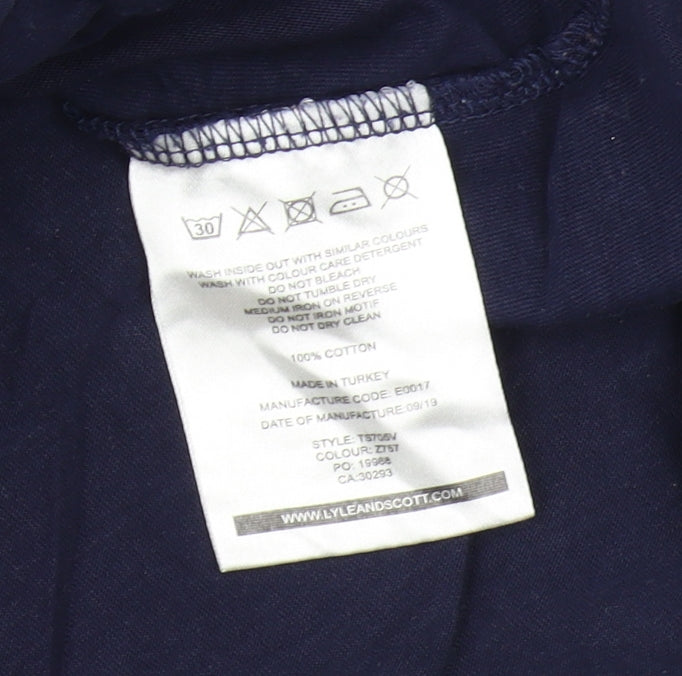 30
WASH INSIDE OUT WITH SIMILAR COLOURS
WASH WITH COLOUR CARE DETERGENT
DO NOT BLEACH
DO NOT TUMBLE DRY
MEDIUM IRON ON REVERSE
DO NOT IRON MOTIF
DO NOT DRY CLEAN
100% COTTON
MADE IN TURKEY
MANUFACTURE CODE: E0017
DATE OF MANUFACTURE:09/19
STYLE: TS705V
COLOUR: Z757
PO: 19988
CA:30293
WWW.LYLEANDSCOTT.COM